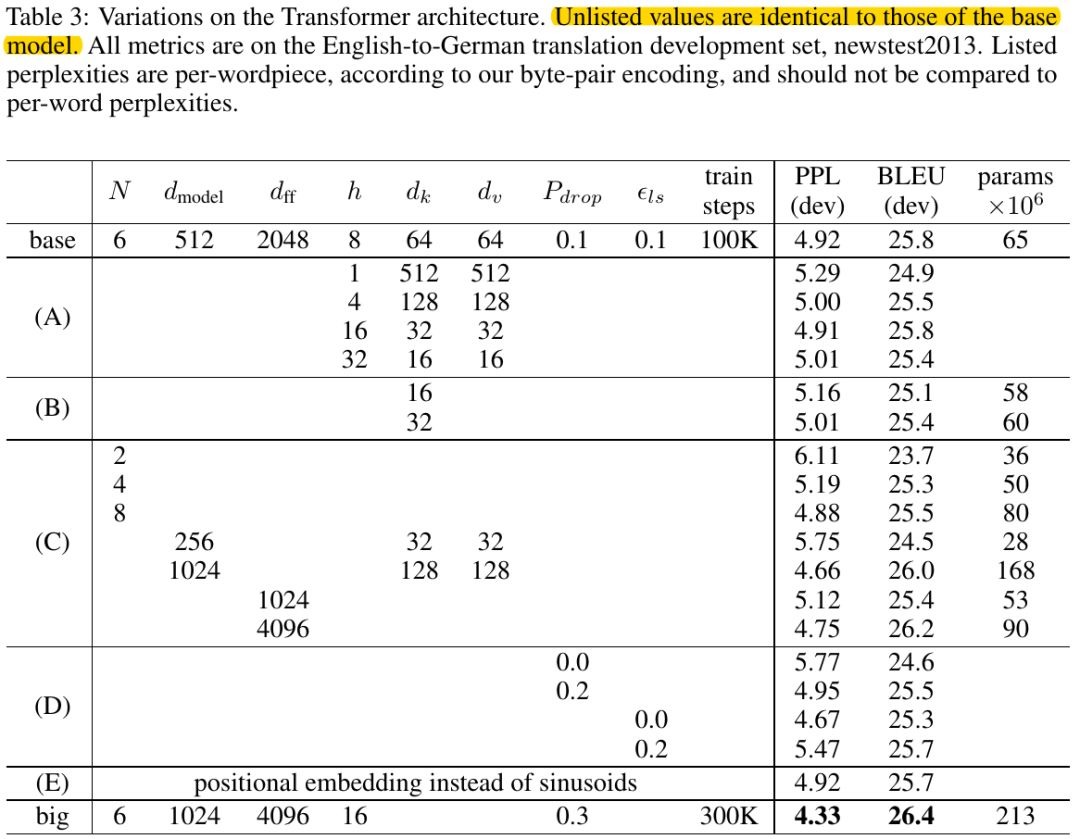 Table 3: Variations on the Transformer architecture. Unlisted values are identical to those of the base
model. All metrics are on the English-to-German translation development set, newstest2013. Listed
perplexities are per-wordpiece, according to our byte-pair encoding, and should not be compared to
per-word perplexities.
N d_model d_ff h d_k d_v P_drop ϵ_ls train steps PPL (dev) BLEU (dev) params ×10^6
base 6 512 2048 8 64 64 0.1 0.1 100K 4.92 25.8 65
(A)
1 512 512 5.29 24.9
4 128 128 5.00 25.5
16 32 32 4.91 25.8
32 16 16 5.01 25.4
(B)
16 5.16 25.1 58
32 5.01 25.4 60
(C)
2 6.11 23.7 36
4 5.19 25.3 50
8 4.88 25.5 80
256 32 32 5.75 24.5 28
1024 128 128 4.66 26.0 168
1024 5.12 25.4 53
4096 4.75 26.2 90
(D)
0.0 5.77 24.6
0.2 4.95 25.5
0.0 4.67 25.3
0.2 5.47 25.7
(E) positional embedding instead of sinusoids 4.92 25.7
big 6 1024 4096 16 0.3 300K 4.33 26.4 213